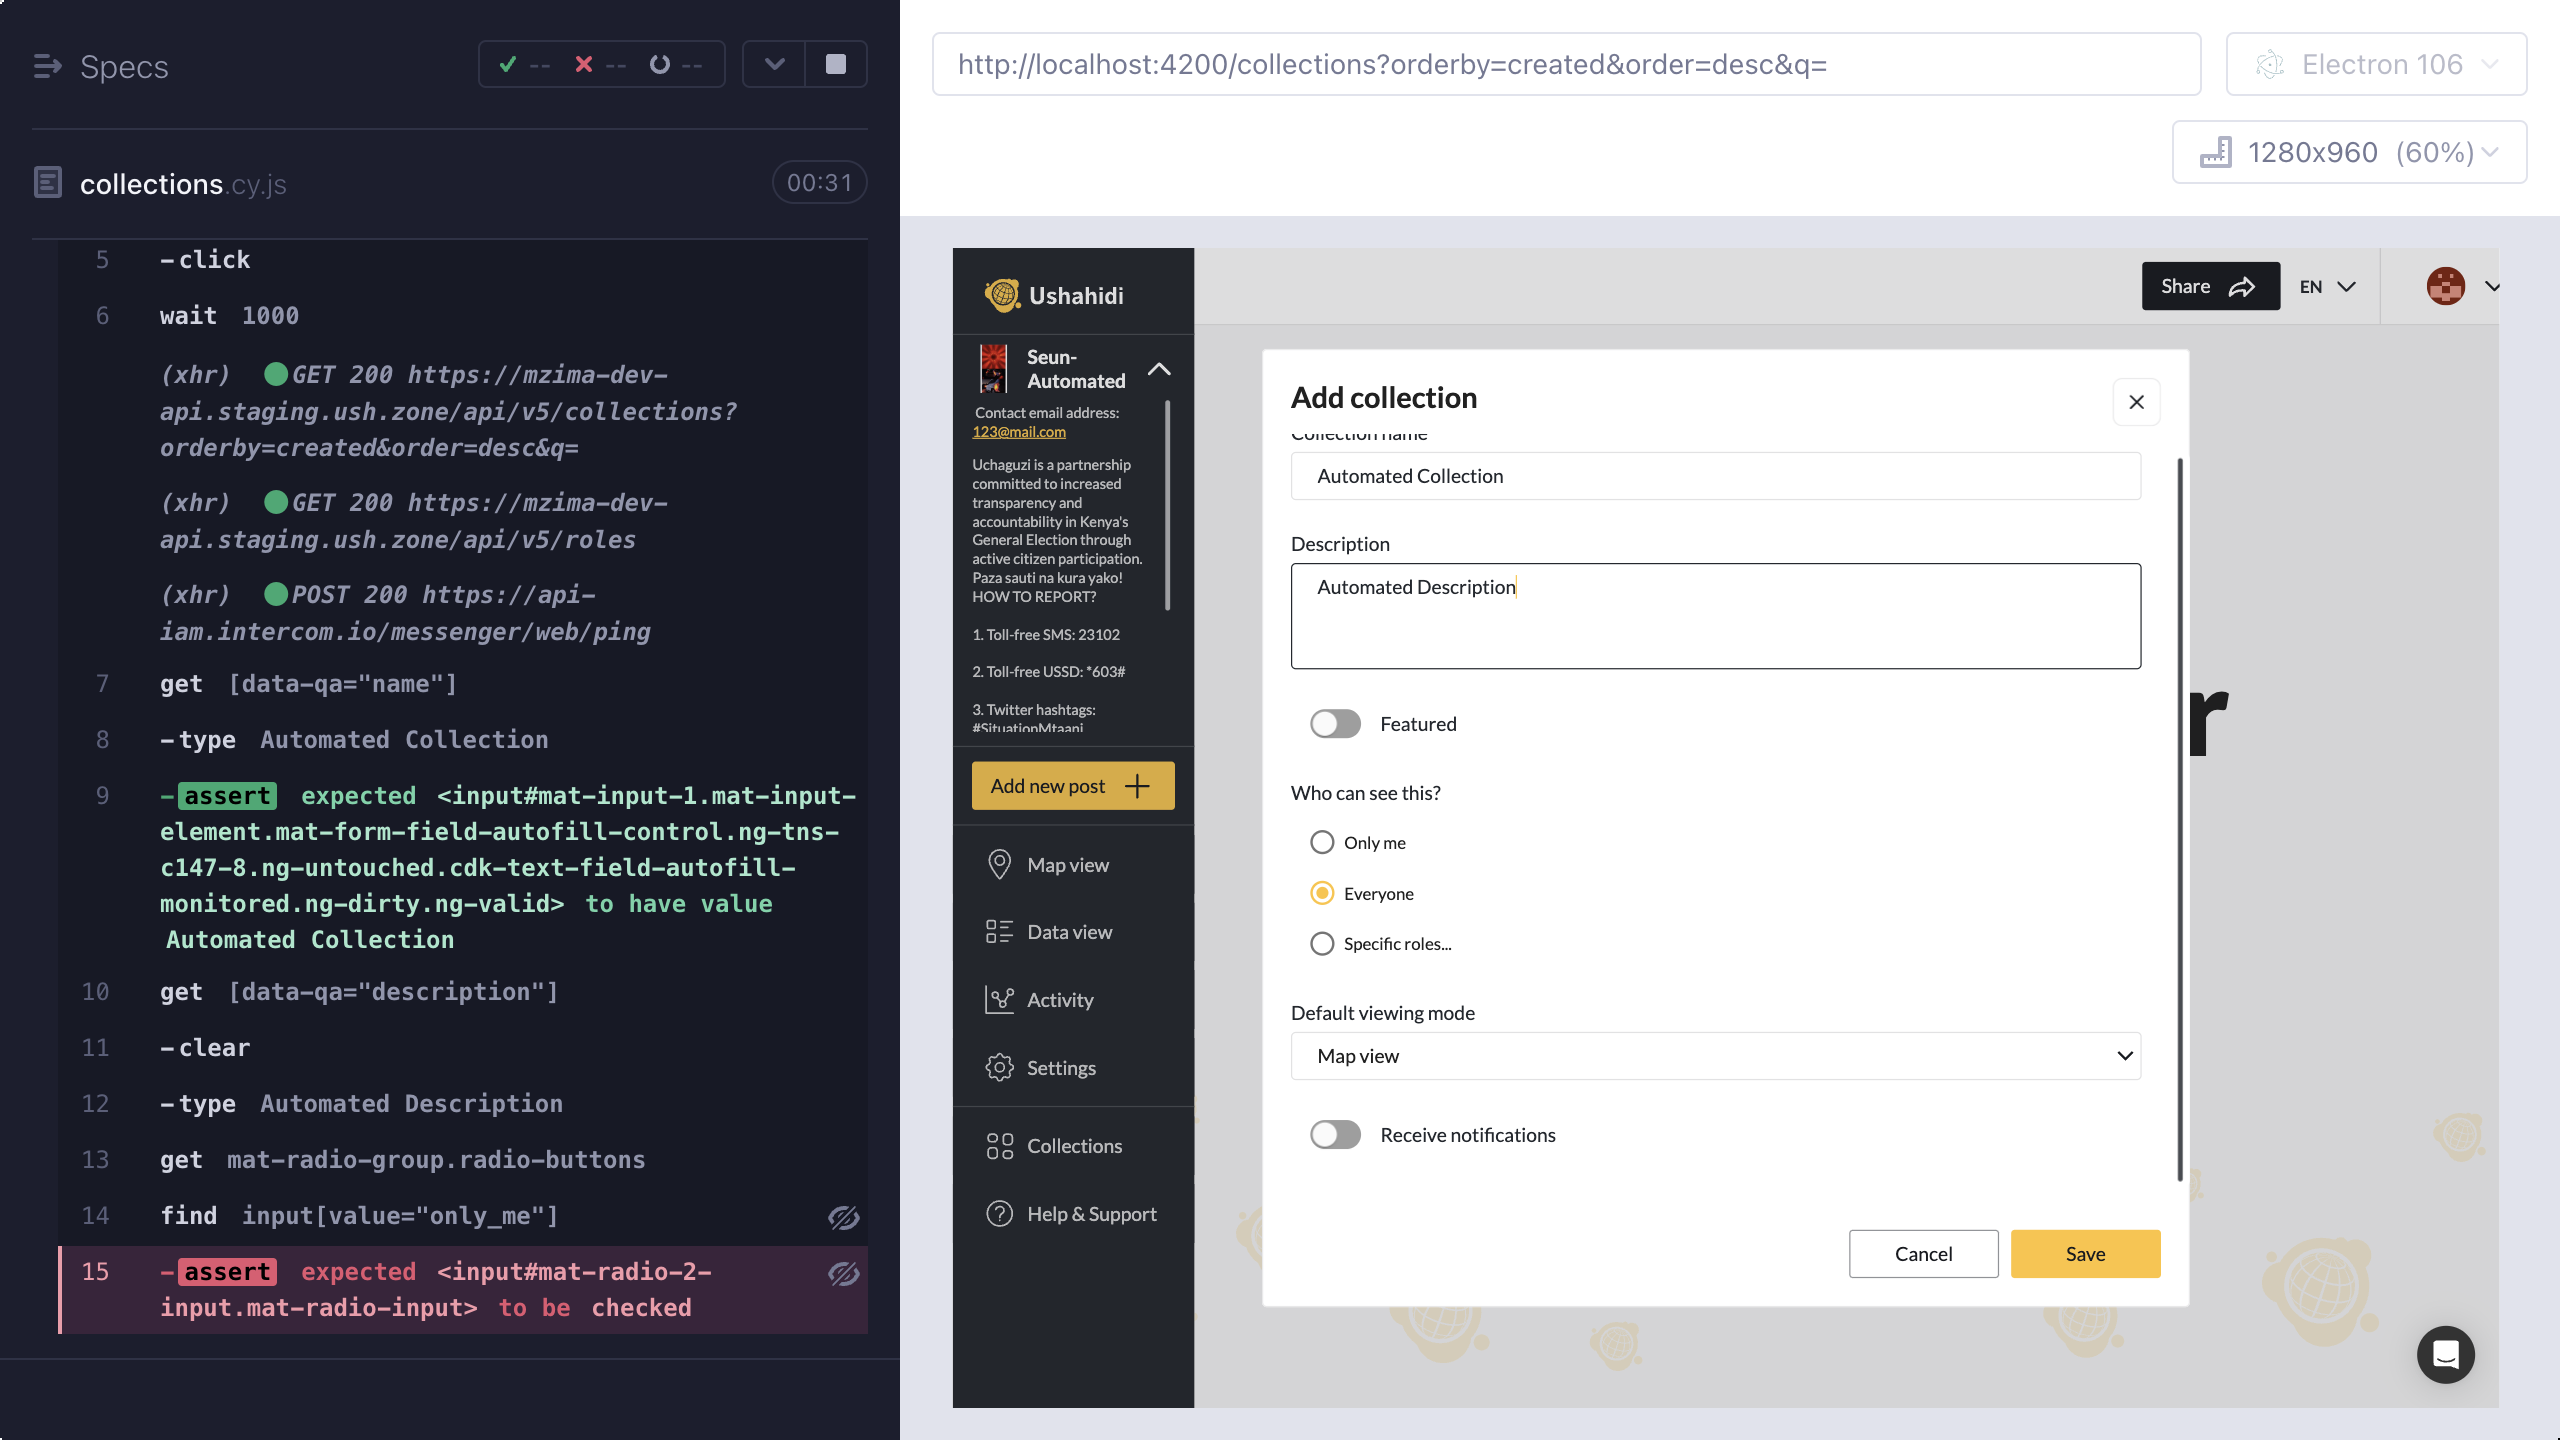 Specs
-- -- --
collections.cy.js
00:31
5 -click
6 wait 1000
(xhr) GET 200 https://mzima-dev-
api.staging.ush.zone/api/v5/collections?
orderby=created&order=desc&q=
(xhr) GET 200 https://mzima-dev-
api.staging.ush.zone/api/v5/roles
(xhr) POST 200 https://api-
iam.intercom.io/messenger/web/ping
7 get [data-qa="name"]
8 -type Automated Collection
9 -assert expected <input#mat-input-1.mat-input-
element.mat-form-field-autofill-control.ng-tns-
c147-8.ng-untouched.cdk-text-field-autofill-
monitored.ng-dirty.ng-valid> to have value
Automated Collection
10 get [data-qa="description"]
11 -clear
12 -type Automated Description
13 get mat-radio-group.radio-buttons
14 find input[value="only_me"]
15 -assert expected <input#mat-radio-2-
input.mat-radio-input> to be checked
http://localhost:4200/collections?orderby=created&order=desc&q=
Electron 106
1280x960 (60%)
Ushahidi
Seun-
Automated
Contact email address:
123@mail.com
Uchaguzi is a partnership
committed to increased
transparency and
accountability in Kenya's
General Election through
active citizen participation.
Paza sauti na kura yako!
HOW TO REPORT?
1. Toll-free SMS: 23102
2. Toll-free USSD: *603#
3. Twitter hashtags:
#SituationMtaani
Add new post
Map view
Data view
Activity
Settings
Collections
Help & Support
Share
EN
Add collection
Collection name
Automated Collection
Description
Automated Description
Featured
Who can see this?
Only me
Everyone
Specific roles...
Default viewing mode
Map view
Receive notifications
Cancel
Save
r